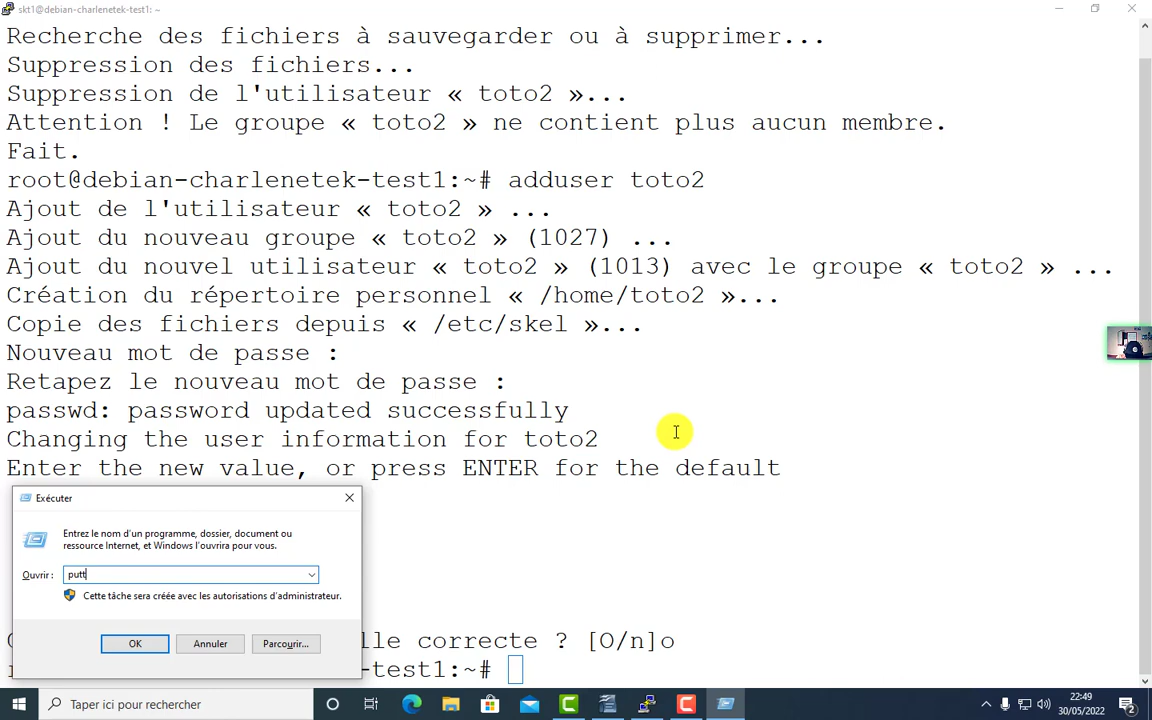 skt1@debian-charlenetek-test1: ~
Recherche des fichiers à sauvegarder ou à supprimer...
Suppression des fichiers...
Suppression de l'utilisateur « toto2 »...
Attention ! Le groupe « toto2 » ne contient plus aucun membre.
Fait.
root@debian-charlenetek-test1:~# adduser toto2
Ajout de l'utilisateur « toto2 » ...
Ajout du nouveau groupe « toto2 » (1027) ...
Ajout du nouvel utilisateur « toto2 » (1013) avec le groupe « toto2 » ...
Création du répertoire personnel « /home/toto2 »...
Copie des fichiers depuis « /etc/skel »...
Nouveau mot de passe :
Retapez le nouveau mot de passe :
passwd: password updated successfully
Changing the user information for toto2
Enter the new value, or press ENTER for the default
Exécuter
Entrez le nom d'un programme, dossier, document ou
ressource Internet, et Windows l'ouvrira pour vous.
Ouvrir : putt
Cette tâche sera créée avec les autorisations d'administrateur.
OK Annuler Parcourir...
lle correcte ? [O/n]o
-test1:~#
Taper ici pour rechercher
22:49
30/05/2022
2